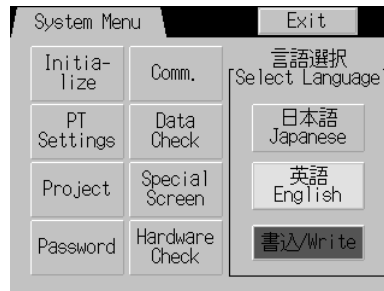 System Menu
Exit
Initia-
lize
Comm.
PT
Settings
Data
Check
Project
Special
Screen
Password
Hardware
Check
言語選択
Select Language
日本語
Japanese
英語
English
書込/Write